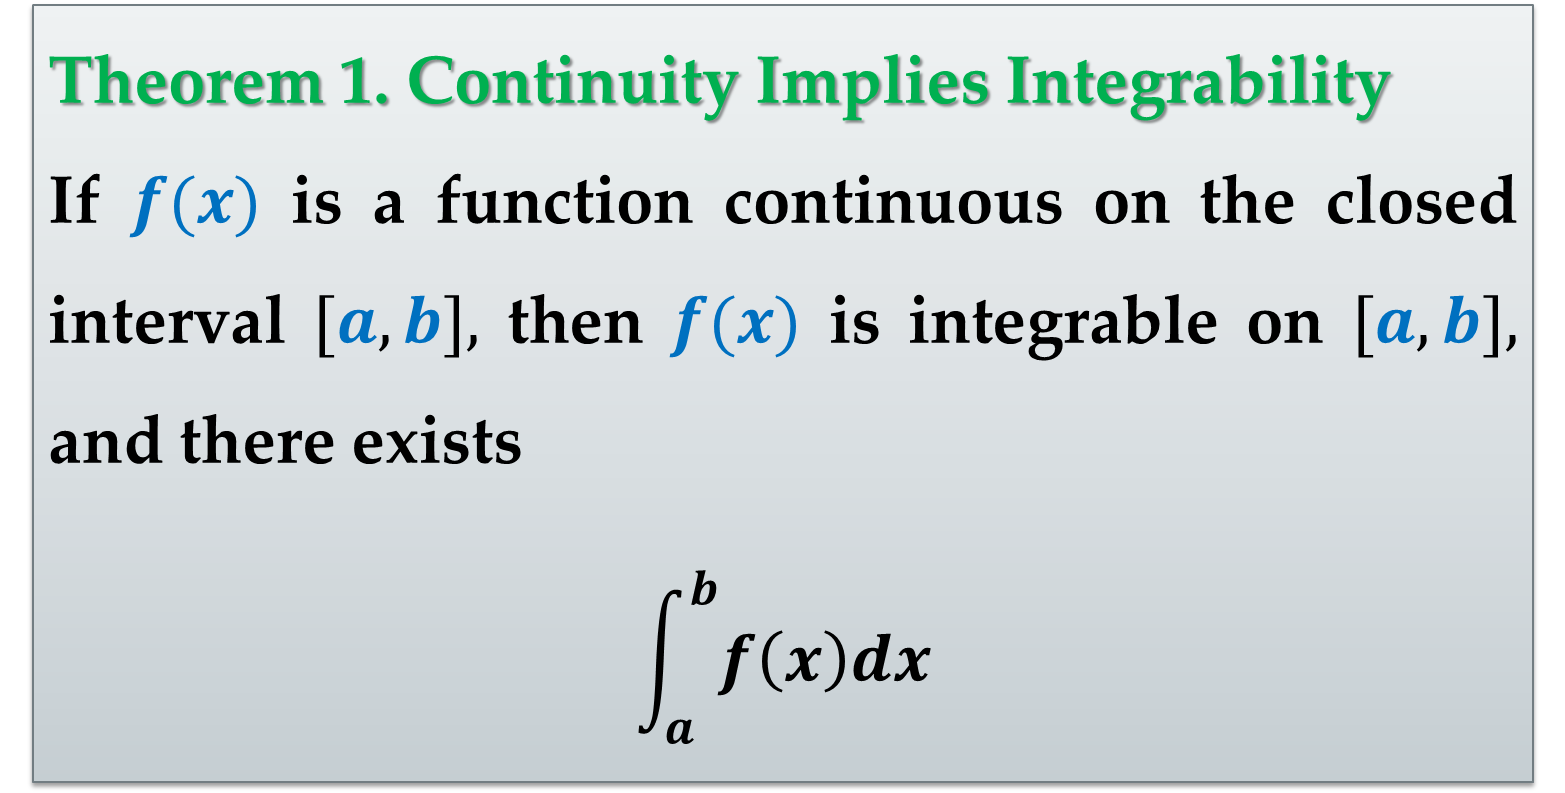 Theorem 1. Continuity Implies Integrability
If f(x) is a function continuous on the closed
interval [a, b], then f(x) is integrable on [a, b],
and there exists
∫_a^b f(x)dx